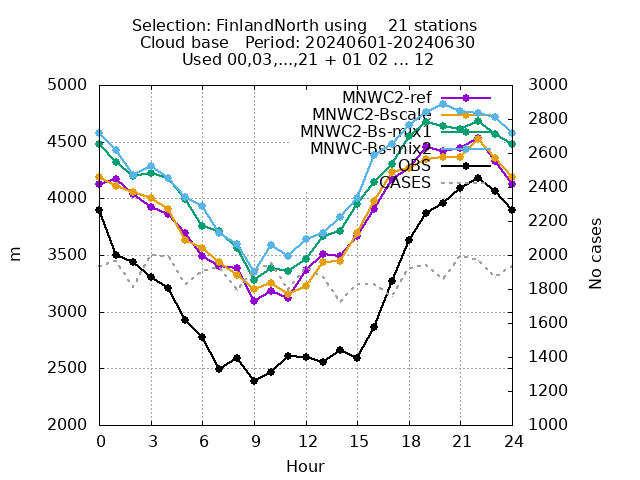 Selection: FinlandNorth using 21 stations
Cloud base Period: 20240601-20240630
Used 00,03,...,21 + 01 02 ... 12
5000
4500
4000
3500
3000
2500
2000
m
MNWC2-ref
MNWC2-Bscale
MNWC2-Bs-mix1
MNWC-Bs-mix2
OBS
CASES
3000
2800
2600
2400
2200
2000
1800
1600
1400
1200
1000
No cases
0 3 6 9 12 15 18 21 24
Hour